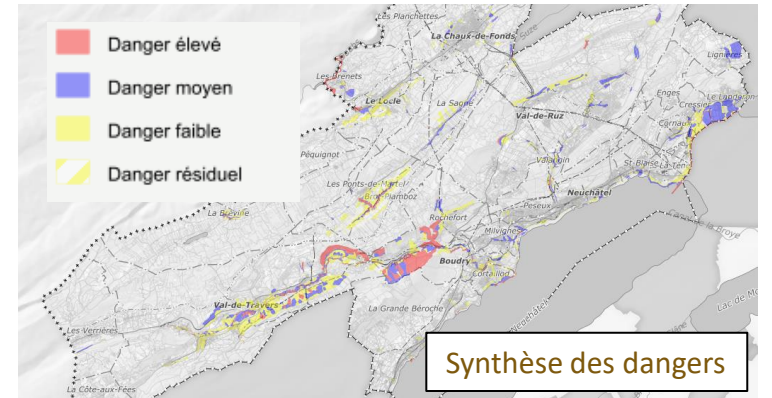 Danger élevé
Danger moyen
Danger faible
Danger résiduel
Les Planchettes
La Chaux-de-Fonds
Suze
Les Brenets
Le Locle
La Sagne
Lignières
Enges
Le Landeron
Cressier
Cornaux
Val-de-Ruz
Valangin
St-Blaise
La Tène
Neuchâtel
Péquignot
Les Ponts-de-Martel
Brot-Plamboz
La Brévine
Rochefort
Peseux
Milvignes
Boudry
Cortaillod
Val-de-Travers
La Grande Béroche
Les Verrières
La Côte-aux-Fées
Neuchâtel
Synthèse des dangers